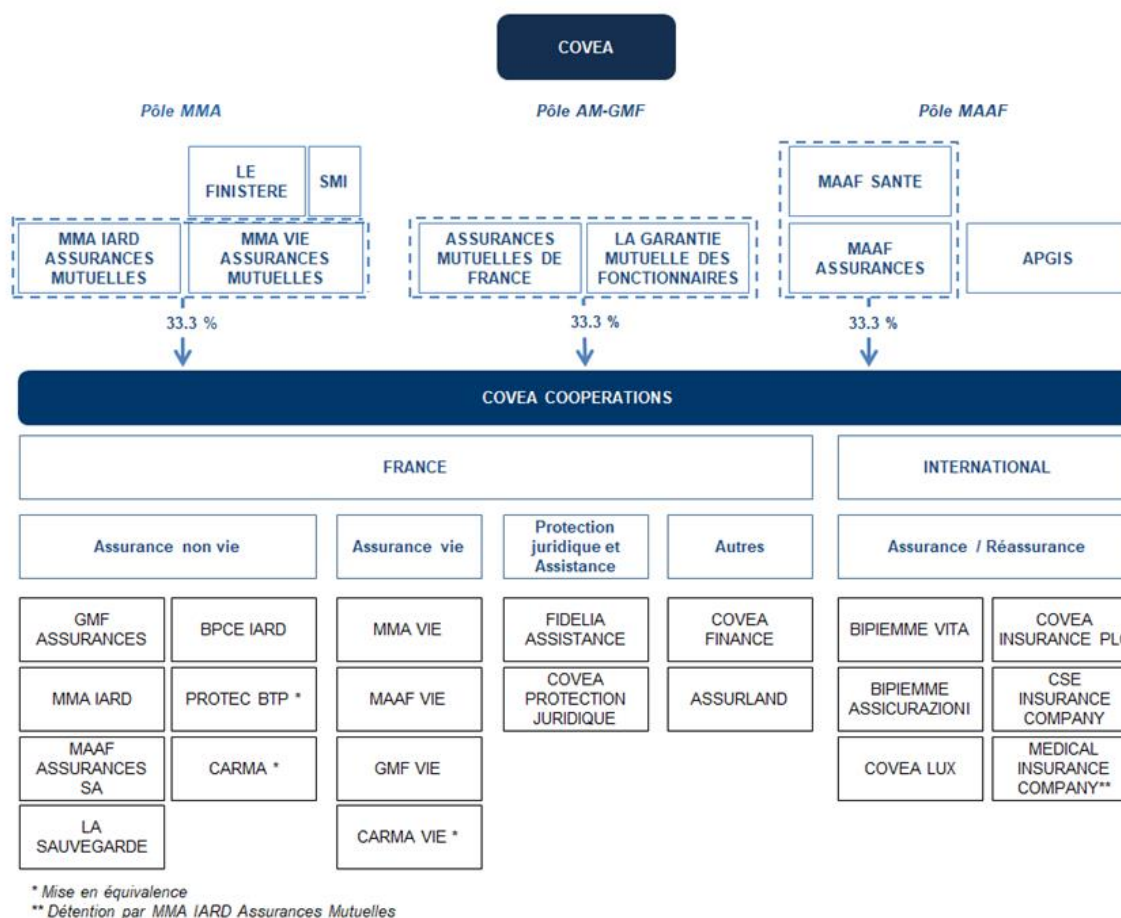 COVEA
Pôle MMA
Pôle AM-GMF
Pôle MAAF
LE
FINISTERE
SMI
MMA IARD
ASSURANCES
MUTUELLES
MMA VIE
ASSURANCES
MUTUELLES
ASSURANCES
MUTUELLES DE
FRANCE
LA GARANTIE
MUTUELLE DES
FONCTIONNAIRES
MAAF SANTE
MAAF
ASSURANCES
APGIS
33.3 %
33.3 %
33.3 %
COVEA COOPERATIONS
FRANCE
INTERNATIONAL
Assurance non vie
Assurance vie
Protection
juridique et
Assistance
Autres
Assurance / Réassurance
GMF
ASSURANCES
BPCE IARD
MMA VIE
FIDELIA
ASSISTANCE
COVEA
FINANCE
BIPIEMME VITA
COVEA
INSURANCE PLC
MMA IARD
PROTEC BTP *
MAAF VIE
COVEA
PROTECTION
JURIDIQUE
ASSURLAND
BIPIEMME
ASSICURAZIONI
CSE
INSURANCE
COMPANY
MAAF
ASSURANCES
SA
CARMA *
GMF VIE
COVEA LUX
MEDICAL
INSURANCE
COMPANY**
LA
SAUVEGARDE
CARMA VIE *
* Mise en équivalence
** Détention par MMA IARD Assurances Mutuelles